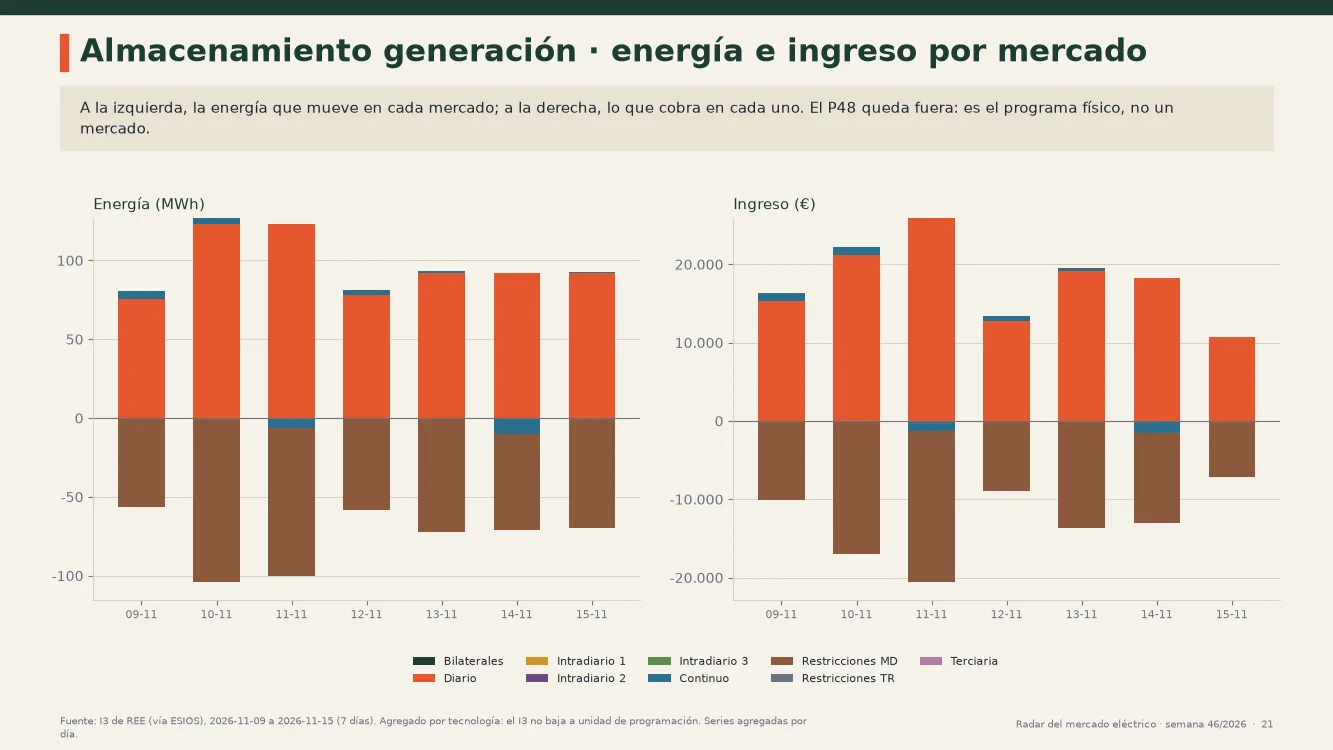 Almacenamiento generación · energía e ingreso por mercado
A la izquierda, la energía que mueve en cada mercado; a la derecha, lo que cobra en cada uno. El P48 queda fuera: es el programa físico, no un
mercado.
Energía (MWh)
100
50
0
-50
-100
09-11 10-11 11-11 12-11 13-11 14-11 15-11
Ingreso (€)
20.000
10.000
0
-10.000
-20.000
09-11 10-11 11-11 12-11 13-11 14-11 15-11
Bilaterales Intradiario 1 Intradiario 3 Restricciones MD Terciaria
Diario Intradiario 2 Continuo Restricciones TR
Fuente: I3 de REE (vía ESIOS), 2026-11-09 a 2026-11-15 (7 días). Agregado por tecnología: el I3 no baja a unidad de programación. Series agregadas por
día.
Radar del mercado eléctrico · semana 46/2026 · 21